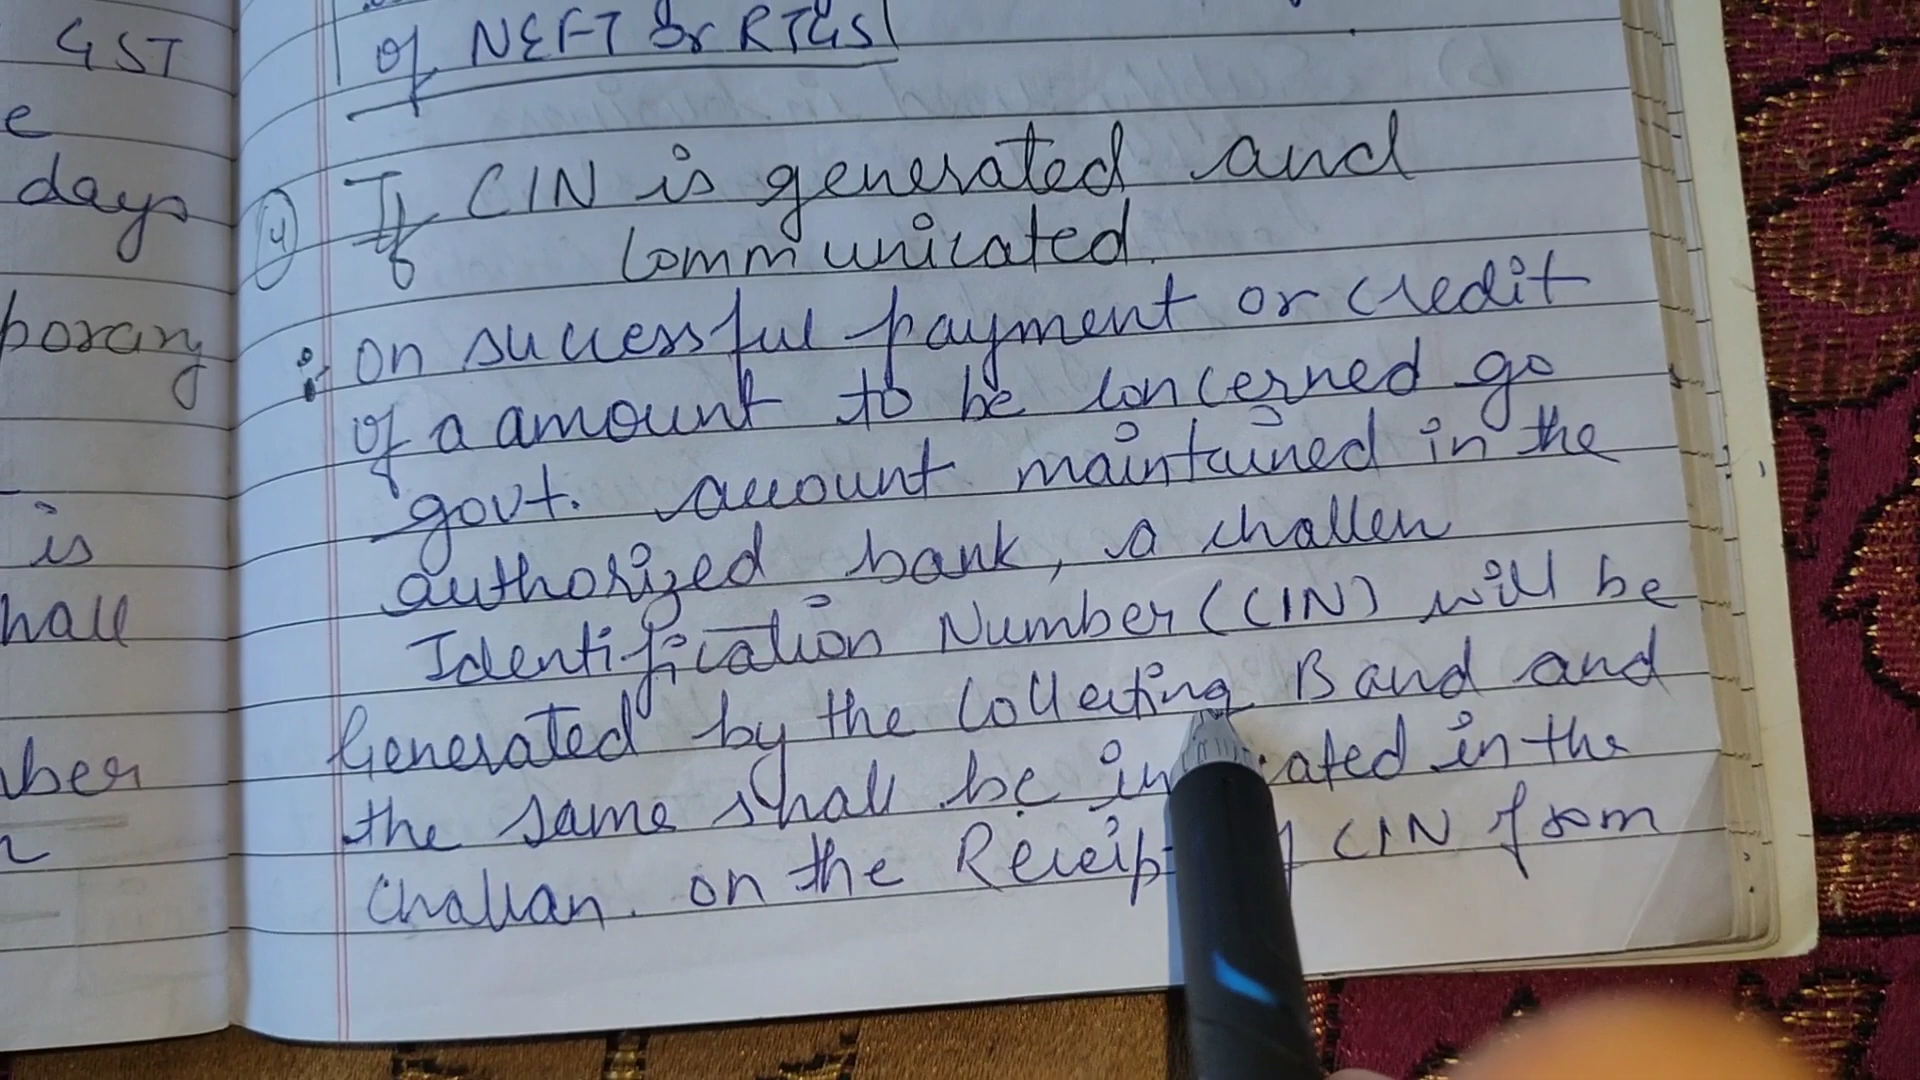 GST
e
days
porary
is
hall
ber
of NEFT or RTGS
4 If CIN is generated and
Communicated.
on successful payment or credit
of a amount to be concerned go
govt. account maintained in the
authorized bank, a challen
Identification Number (CIN) will be
Generated by the Collecting Band and
the same shall be in cated in the
Challan. on the Receip CIN from